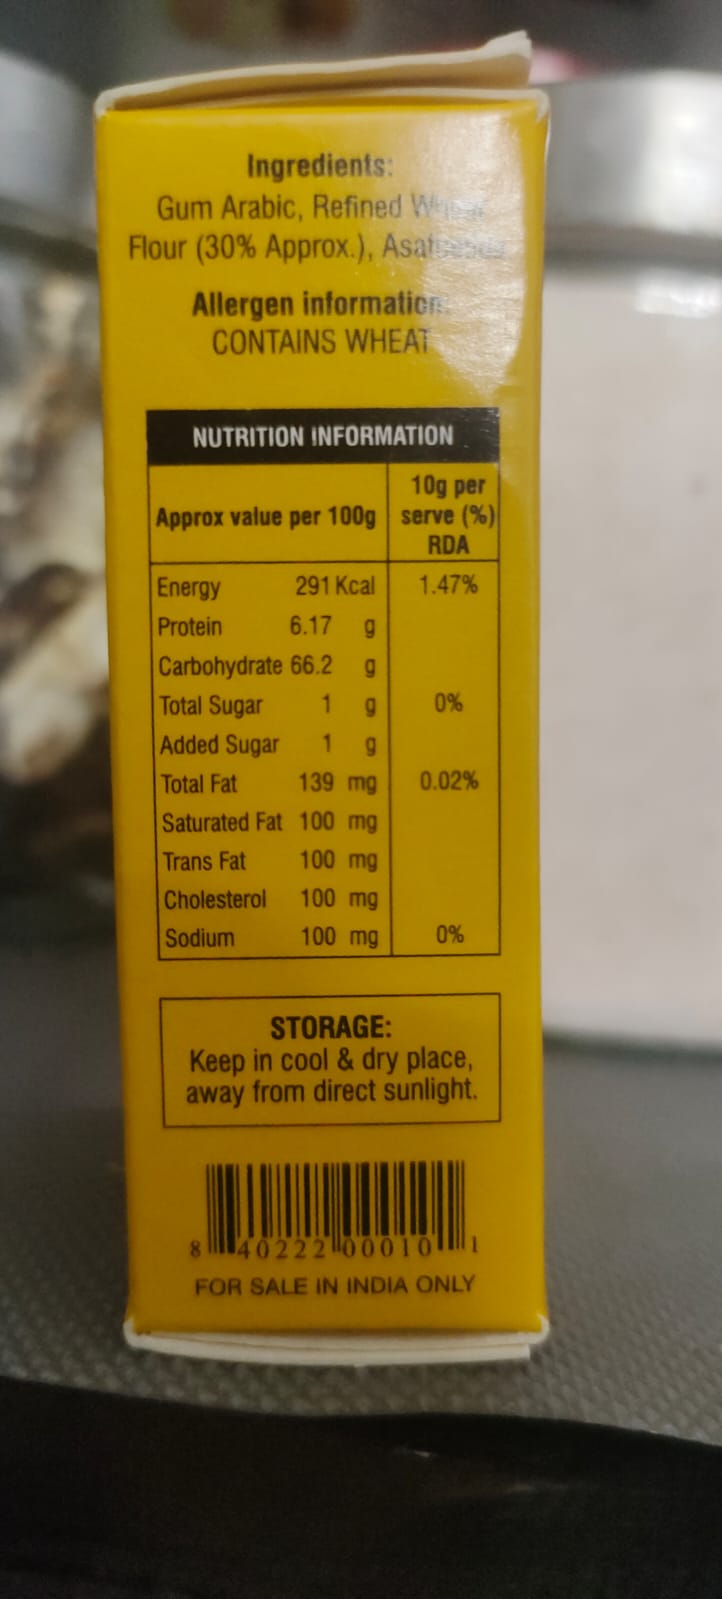 Ingredients:
Gum Arabic, Refined Wheat
Flour (30% Approx.), Asafoetida
Allergen information:
CONTAINS WHEAT
NUTRITION INFORMATION
Approx value per 100g
10g per
serve (%)
RDA
Energy 291 Kcal 1.47%
Protein 6.17 g
Carbohydrate 66.2 g
Total Sugar 1 g 0%
Added Sugar 1 g
Total Fat 139 mg 0.02%
Saturated Fat 100 mg
Trans Fat 100 mg
Cholesterol 100 mg
Sodium 100 mg 0%
STORAGE:
Keep in cool & dry place,
away from direct sunlight.
8 40222 00010 1
FOR SALE IN INDIA ONLY